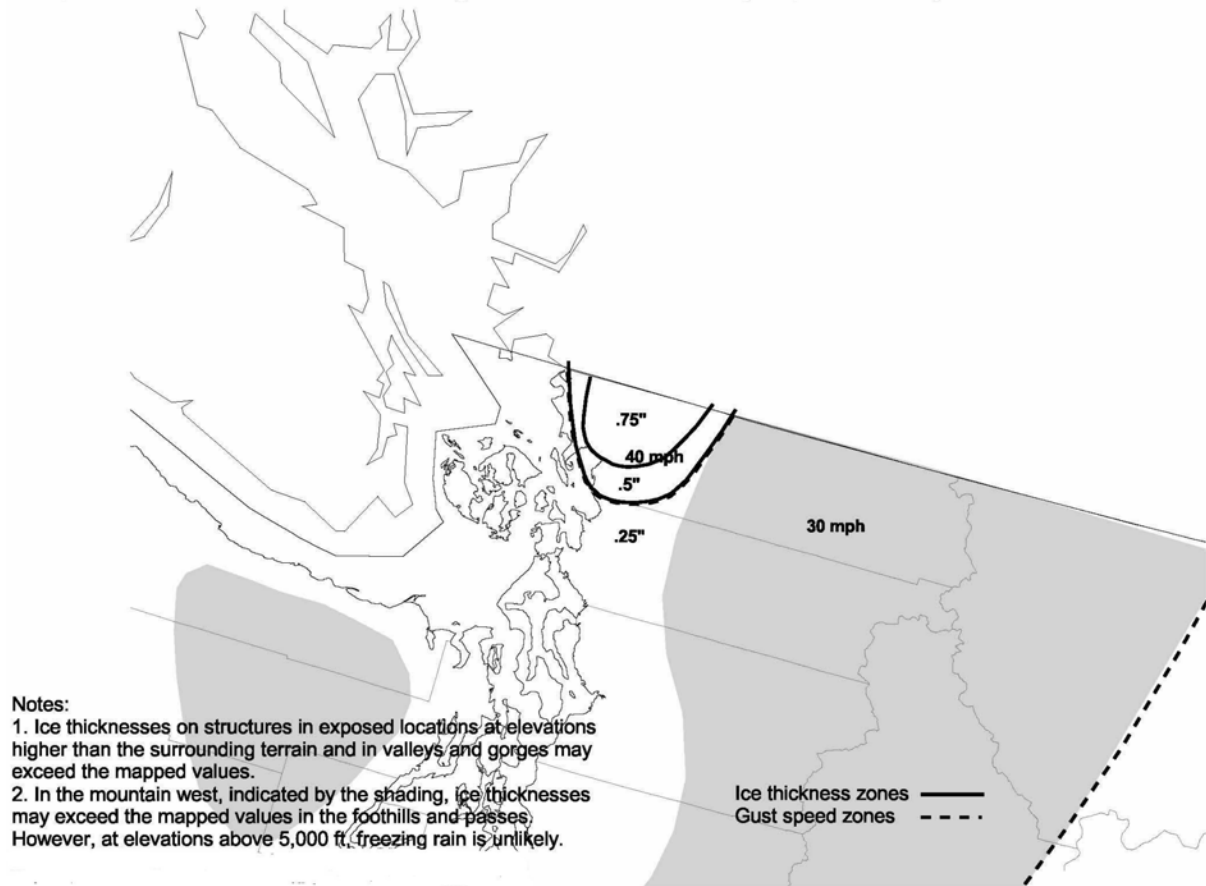 .75"
40 mph
.5"
.25"
30 mph
Notes:
1. Ice thicknesses on structures in exposed locations at elevations
higher than the surrounding terrain and in valleys and gorges may
exceed the mapped values.
2. In the mountain west, indicated by the shading, ice thicknesses
may exceed the mapped values in the foothills and passes.
However, at elevations above 5,000 ft, freezing rain is unlikely.
Ice thickness zones
Gust speed zones